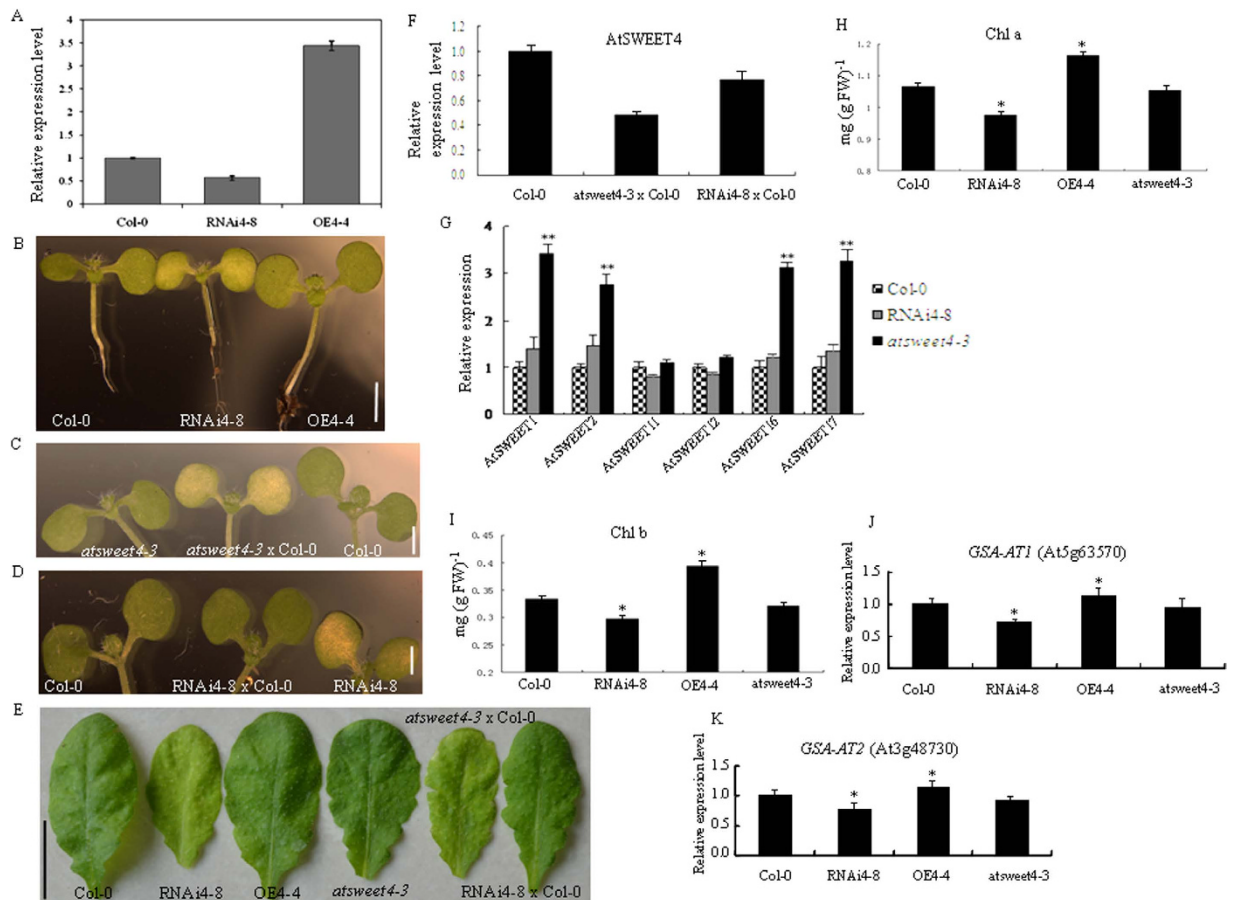 A
Relative expression level
4
3.5
3
2.5
2
1.5
1
0.5
0
Col-0 RNAi4-8 OE4-4
B
Col-0 RNAi4-8 OE4-4
C
atsweet4-3 atsweet4-3 x Col-0 Col-0
D
Col-0 RNAi4-8 x Col-0 RNAi4-8
E
atsweet4-3 x Col-0
Col-0 RNAi4-8 OE4-4 atsweet4-3 RNAi4-8 x Col-0
F
AtSWEET4
Relative
expression level
1.2
1.0
0.8
0.6
0.4
0.2
0.0
Col-0 atsweet4-3 x Col-0 RNAi4-8 x Col-0
G
Relative expression
4
3
2
1
0
** ** ** **
AtSWEET1 AtSWEET2 AtSWEET11 AtSWEET12 AtSWEET16 AtSWEET17
Col-0
RNAi4-8
atsweet4-3
H
Chl a
mg (g FW)-1
1.2
1.1
1
0.9
0.8
* *
Col-0 RNAi4-8 OE4-4 atsweet4-3
I
Chl b
mg (g FW)-1
0.45
0.4
0.35
0.3
0.25
0.2
* *
Col-0 RNAi4-8 OE4-4 atsweet4-3
J
GSA-AT1 (At5g63570)
Relative expression level
1.5
1.0
0.5
0.0
* *
Col-0 RNAi4-8 OE4-4 atsweet4-3
K
GSA-AT2 (At3g48730)
Relative expression level
1.5
1.0
0.5
0.0
* *
Col-0 RNAi4-8 OE4-4 atsweet4-3